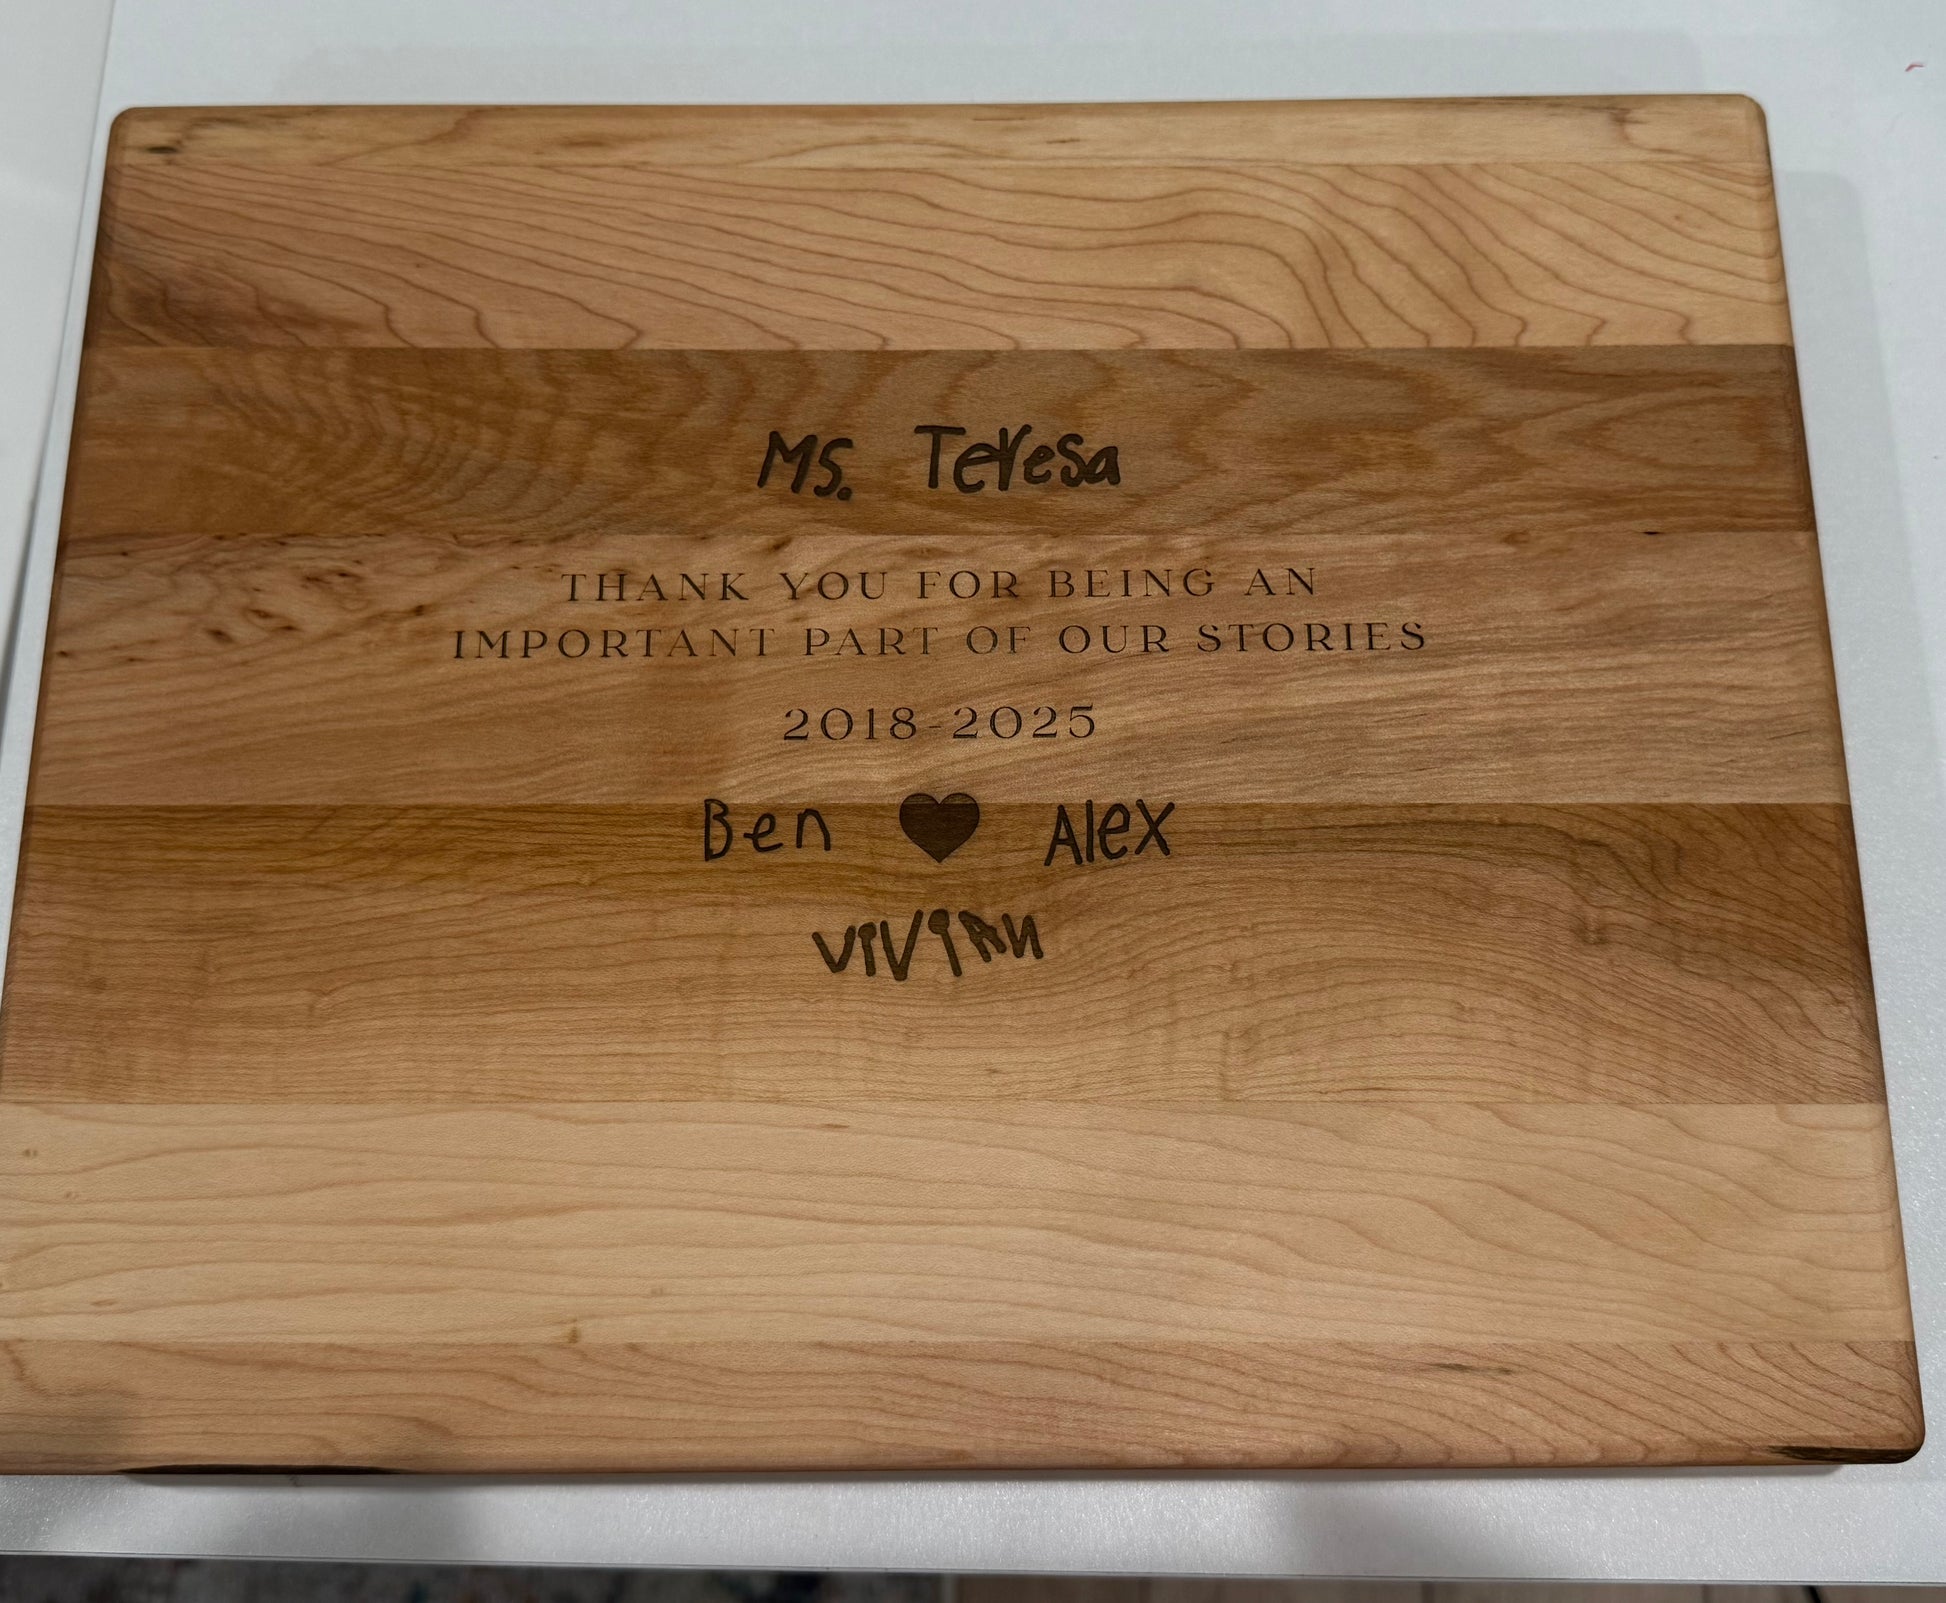 Ms. Teresa
THANK YOU FOR BEING AN
IMPORTANT PART OF OUR STORIES
2018-2025
Ben Alex
VIVIAN